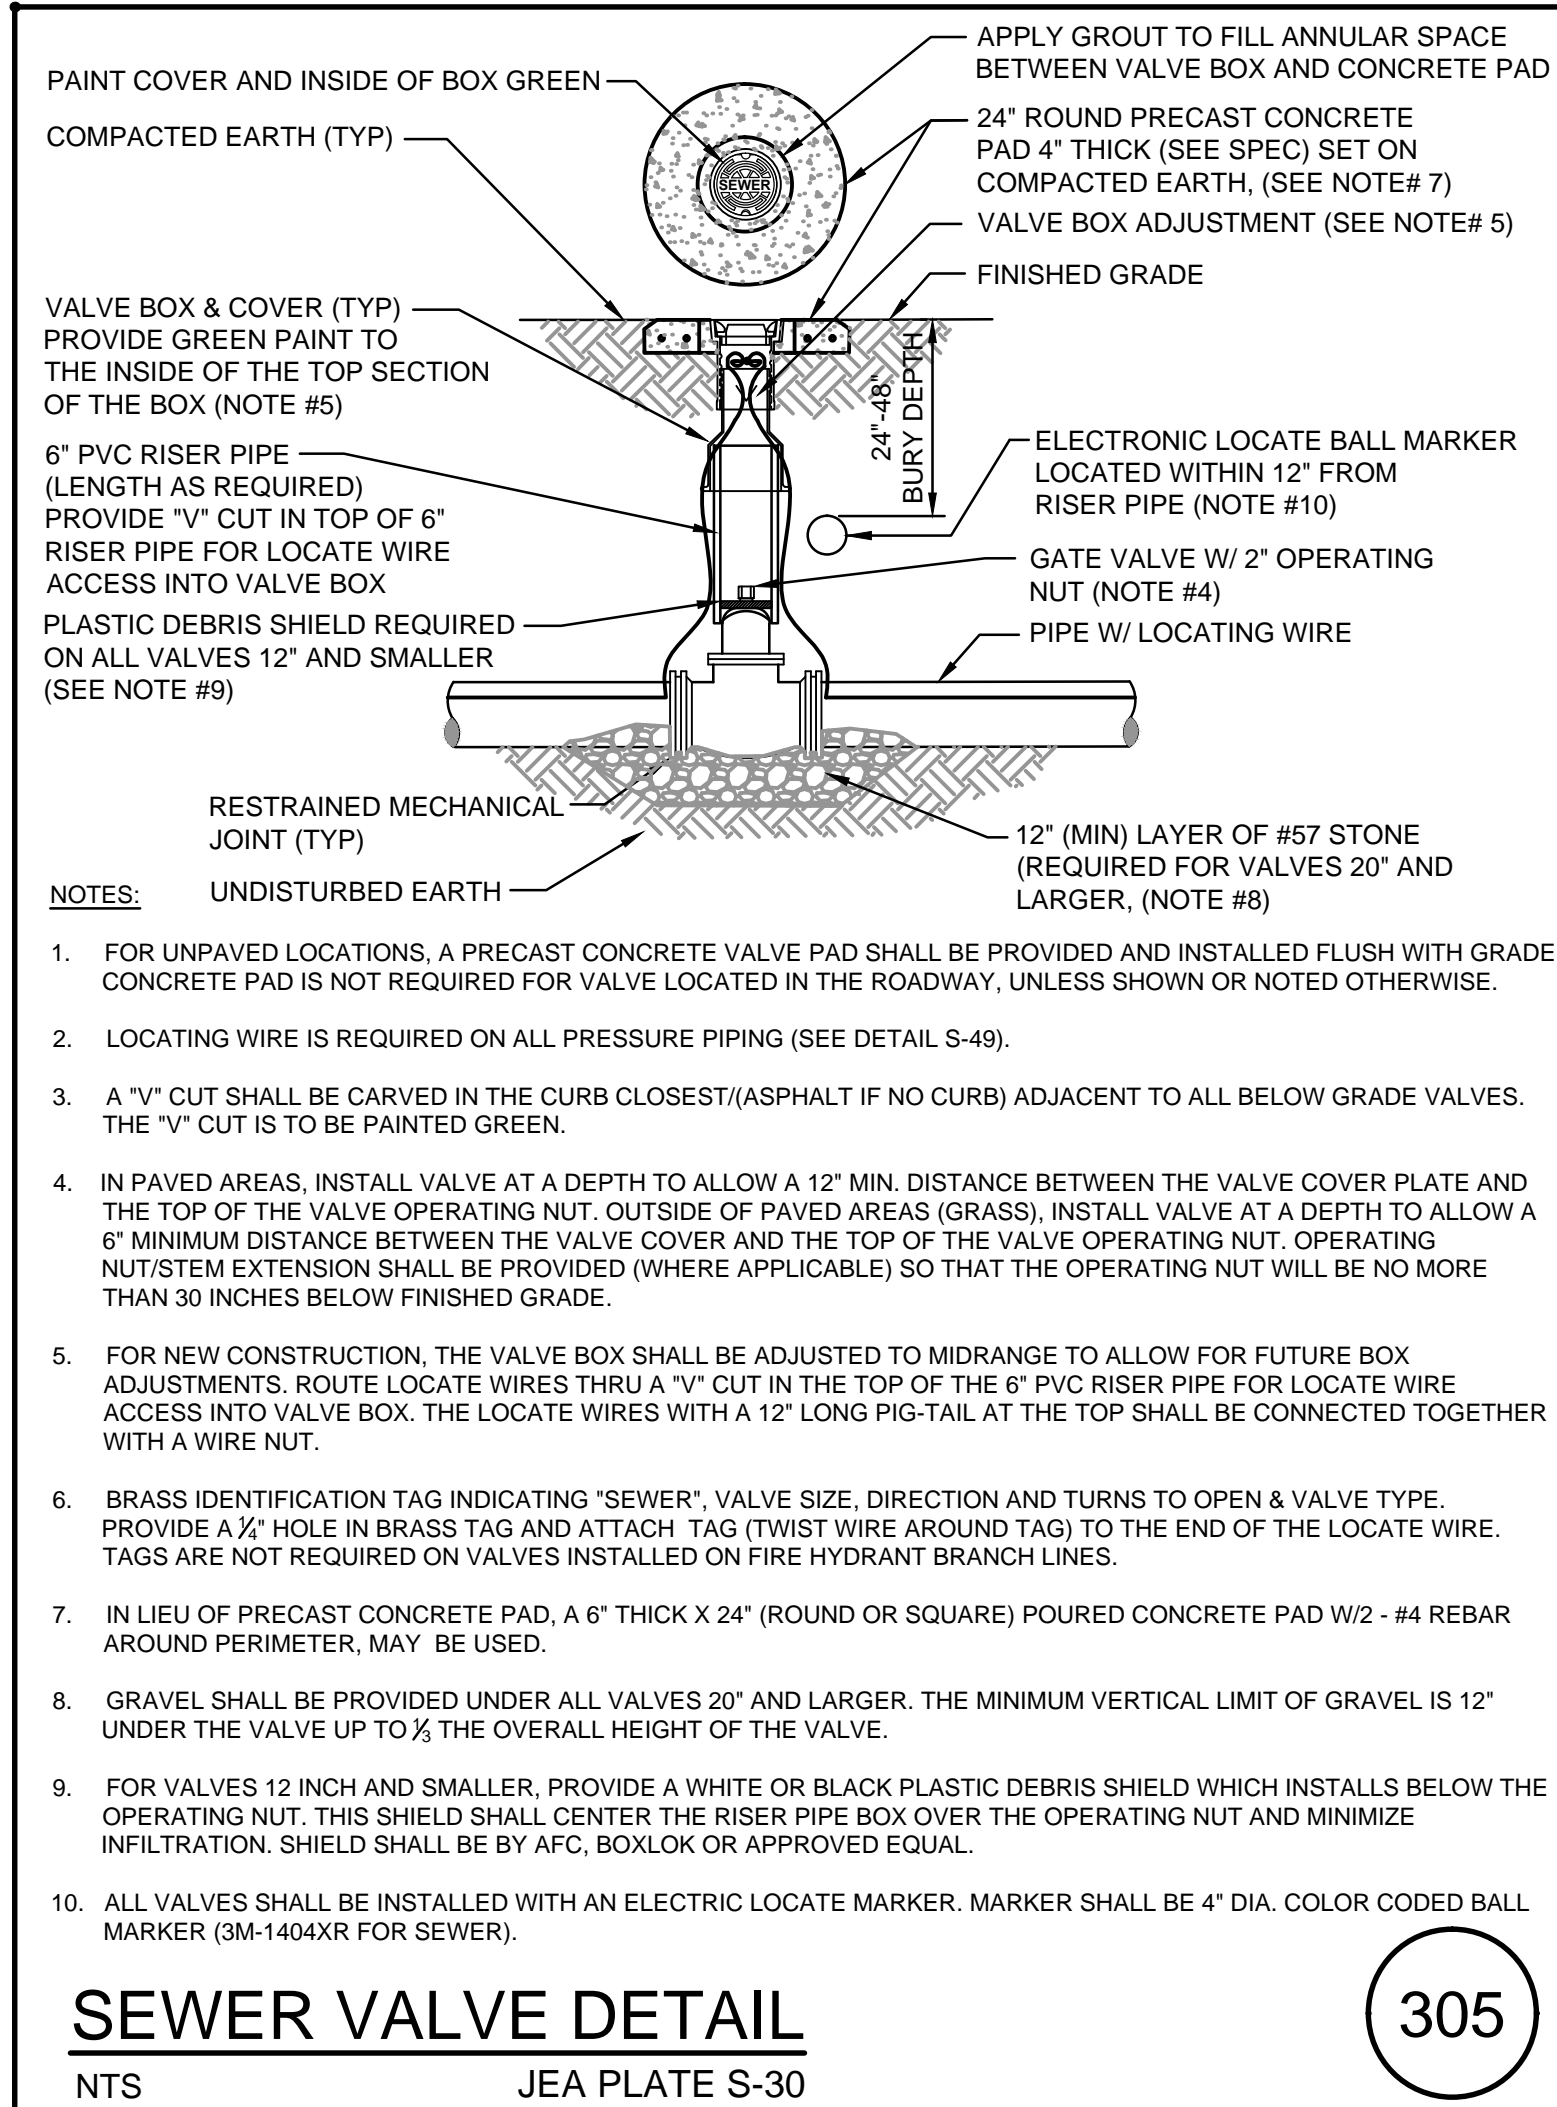 PAINT COVER AND INSIDE OF BOX GREEN
COMPACTED EARTH (TYP)
VALVE BOX & COVER (TYP)
PROVIDE GREEN PAINT TO
THE INSIDE OF THE TOP SECTION
OF THE BOX (NOTE #5)
6" PVC RISER PIPE
(LENGTH AS REQUIRED)
PROVIDE "V" CUT IN TOP OF 6"
RISER PIPE FOR LOCATE WIRE
ACCESS INTO VALVE BOX
PLASTIC DEBRIS SHIELD REQUIRED
ON ALL VALVES 12" AND SMALLER
(SEE NOTE #9)
SEWER
APPLY GROUT TO FILL ANNULAR SPACE
BETWEEN VALVE BOX AND CONCRETE PAD
24" ROUND PRECAST CONCRETE
PAD 4" THICK (SEE SPEC) SET ON
COMPACTED EARTH, (SEE NOTE# 7)
VALVE BOX ADJUSTMENT (SEE NOTE# 5)
FINISHED GRADE
24"-48"
BURY DEPTH
ELECTRONIC LOCATE BALL MARKER
LOCATED WITHIN 12" FROM
RISER PIPE (NOTE #10)
GATE VALVE W/ 2" OPERATING
NUT (NOTE #4)
PIPE W/ LOCATING WIRE
RESTRAINED MECHANICAL
JOINT (TYP)
UNDISTURBED EARTH
12" (MIN) LAYER OF #57 STONE
(REQUIRED FOR VALVES 20" AND
LARGER, (NOTE #8)
NOTES:
1. FOR UNPAVED LOCATIONS, A PRECAST CONCRETE VALVE PAD SHALL BE PROVIDED AND INSTALLED FLUSH WITH GRADE
CONCRETE PAD IS NOT REQUIRED FOR VALVE LOCATED IN THE ROADWAY, UNLESS SHOWN OR NOTED OTHERWISE.
2. LOCATING WIRE IS REQUIRED ON ALL PRESSURE PIPING (SEE DETAIL S-49).
3. A "V" CUT SHALL BE CARVED IN THE CURB CLOSEST/(ASPHALT IF NO CURB) ADJACENT TO ALL BELOW GRADE VALVES.
THE "V" CUT IS TO BE PAINTED GREEN.
4. IN PAVED AREAS, INSTALL VALVE AT A DEPTH TO ALLOW A 12" MIN. DISTANCE BETWEEN THE VALVE COVER PLATE AND
THE TOP OF THE VALVE OPERATING NUT. OUTSIDE OF PAVED AREAS (GRASS), INSTALL VALVE AT A DEPTH TO ALLOW A
6" MINIMUM DISTANCE BETWEEN THE VALVE COVER AND THE TOP OF THE VALVE OPERATING NUT. OPERATING
NUT/STEM EXTENSION SHALL BE PROVIDED (WHERE APPLICABLE) SO THAT THE OPERATING NUT WILL BE NO MORE
THAN 30 INCHES BELOW FINISHED GRADE.
5. FOR NEW CONSTRUCTION, THE VALVE BOX SHALL BE ADJUSTED TO MIDRANGE TO ALLOW FOR FUTURE BOX
ADJUSTMENTS. ROUTE LOCATE WIRES THRU A "V" CUT IN THE TOP OF THE 6" PVC RISER PIPE FOR LOCATE WIRE
ACCESS INTO VALVE BOX. THE LOCATE WIRES WITH A 12" LONG PIG-TAIL AT THE TOP SHALL BE CONNECTED TOGETHER
WITH A WIRE NUT.
6. BRASS IDENTIFICATION TAG INDICATING "SEWER", VALVE SIZE, DIRECTION AND TURNS TO OPEN & VALVE TYPE.
PROVIDE A 1/4" HOLE IN BRASS TAG AND ATTACH TAG (TWIST WIRE AROUND TAG) TO THE END OF THE LOCATE WIRE.
TAGS ARE NOT REQUIRED ON VALVES INSTALLED ON FIRE HYDRANT BRANCH LINES.
7. IN LIEU OF PRECAST CONCRETE PAD, A 6" THICK X 24" (ROUND OR SQUARE) POURED CONCRETE PAD W/2 - #4 REBAR
AROUND PERIMETER, MAY BE USED.
8. GRAVEL SHALL BE PROVIDED UNDER ALL VALVES 20" AND LARGER. THE MINIMUM VERTICAL LIMIT OF GRAVEL IS 12"
UNDER THE VALVE UP TO 1/3 THE OVERALL HEIGHT OF THE VALVE.
9. FOR VALVES 12 INCH AND SMALLER, PROVIDE A WHITE OR BLACK PLASTIC DEBRIS SHIELD WHICH INSTALLS BELOW THE
OPERATING NUT. THIS SHIELD SHALL CENTER THE RISER PIPE BOX OVER THE OPERATING NUT AND MINIMIZE
INFILTRATION. SHIELD SHALL BE BY AFC, BOXLOK OR APPROVED EQUAL.
10. ALL VALVES SHALL BE INSTALLED WITH AN ELECTRIC LOCATE MARKER. MARKER SHALL BE 4" DIA. COLOR CODED BALL
MARKER (3M-1404XR FOR SEWER).
SEWER VALVE DETAIL
NTS JEA PLATE S-30
305